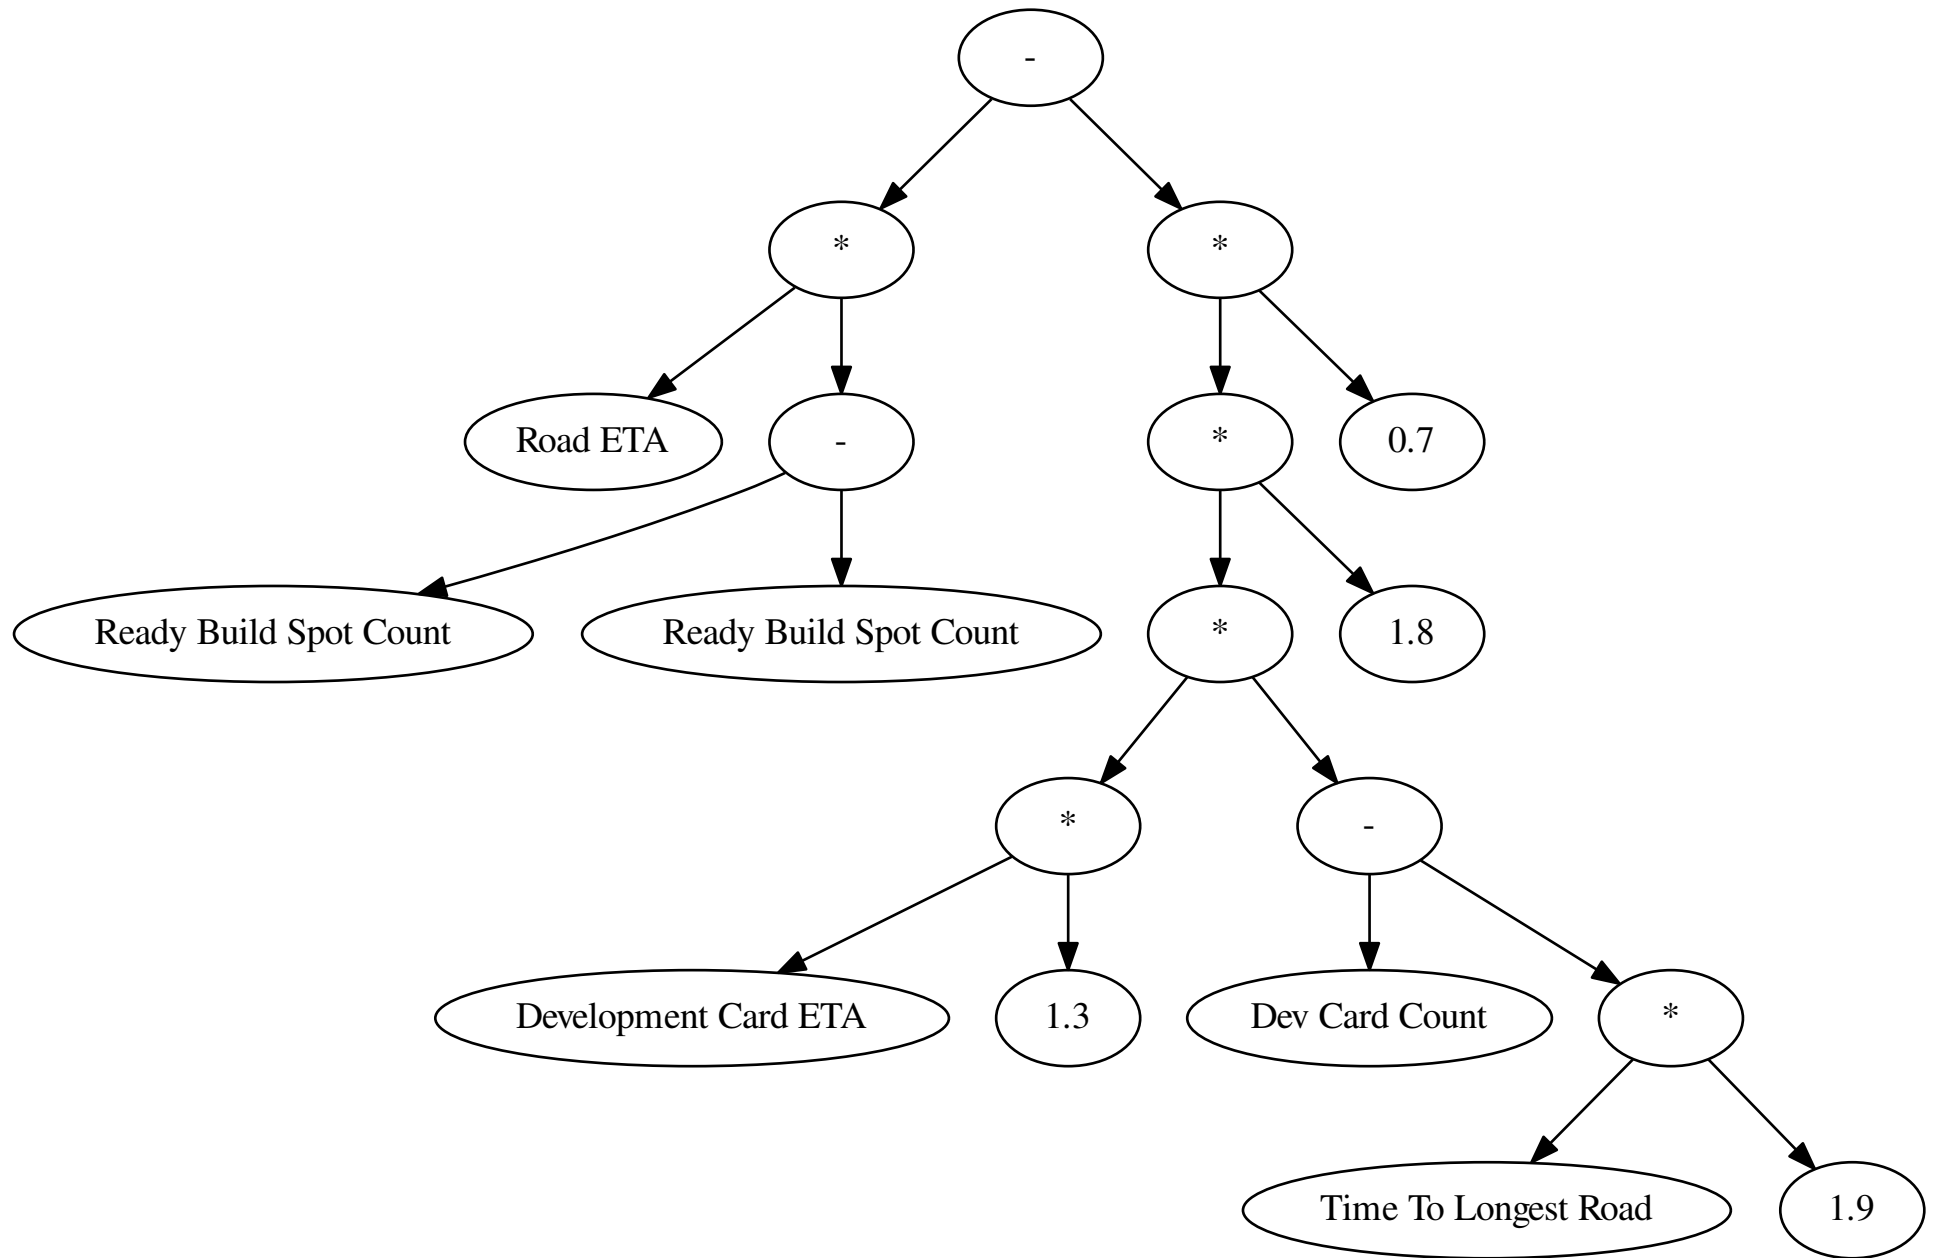 -
*
*
Road ETA
-
*
0.7
Ready Build Spot Count
Ready Build Spot Count
*
1.8
*
-
Development Card ETA
1.3
Dev Card Count
*
Time To Longest Road
1.9